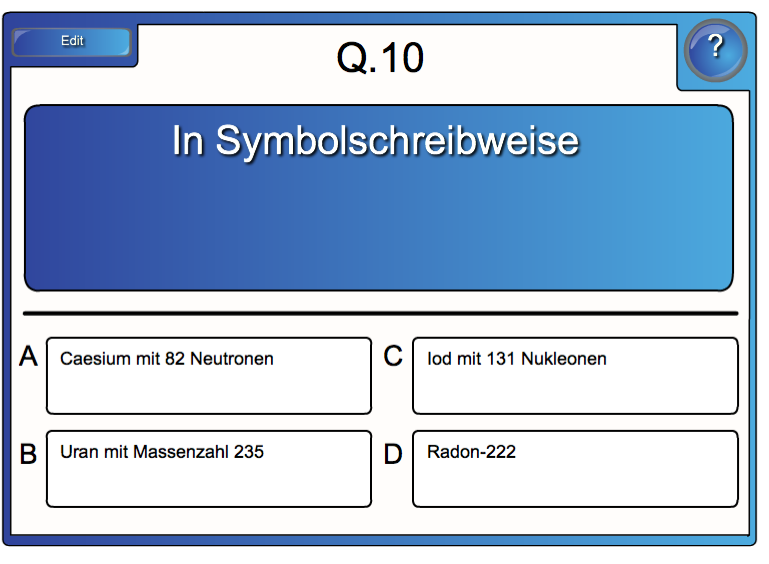 Edit
Q.10
?
In Symbolschreibweise
A
Caesium mit 82 Neutronen
C
Iod mit 131 Nukleonen
B
Uran mit Massenzahl 235
D
Radon-222